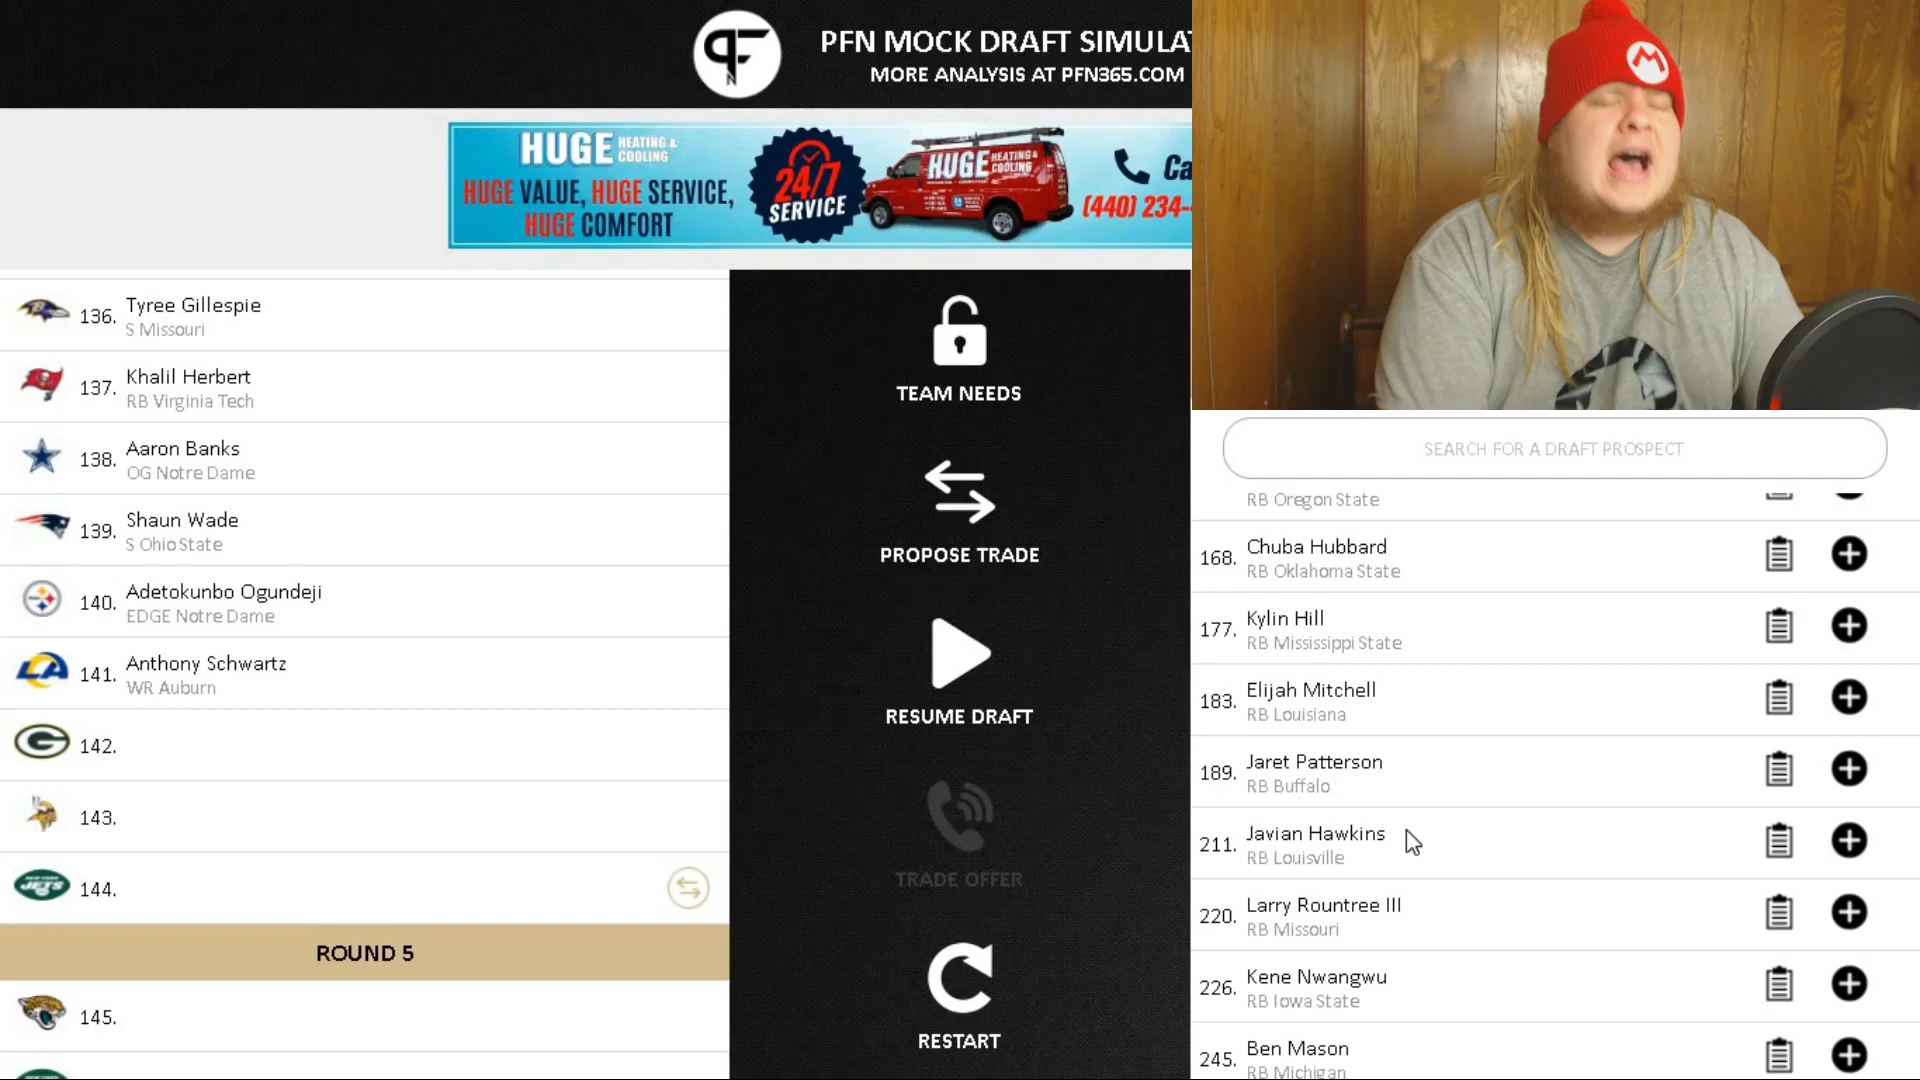 PFN MOCK DRAFT SIMULAT
MORE ANALYSIS AT PFN365.COM
HUGE HEATING & COOLING
HUGE VALUE, HUGE SERVICE,
HUGE COMFORT
24/7
SERVICE
HUGE HEATING & COOLING
Ca
(440) 234-
M
136. Tyree Gillespie
S Missouri
137. Khalil Herbert
RB Virginia Tech
138. Aaron Banks
OG Notre Dame
139. Shaun Wade
S Ohio State
140. Adetokunbo Ogundeji
EDGE Notre Dame
141. Anthony Schwartz
WR Auburn
142.
143.
144.
ROUND 5
145.
TEAM NEEDS
PROPOSE TRADE
RESUME DRAFT
TRADE OFFER
RESTART
SEARCH FOR A DRAFT PROSPECT
RB Oregon State
168. Chuba Hubbard
RB Oklahoma State
177. Kylin Hill
RB Mississippi State
183. Elijah Mitchell
RB Louisiana
189. Jaret Patterson
RB Buffalo
211. Javian Hawkins
RB Louisville
220. Larry Rountree III
RB Missouri
226. Kene Nwangwu
RB Iowa State
245. Ben Mason
RB Michigan